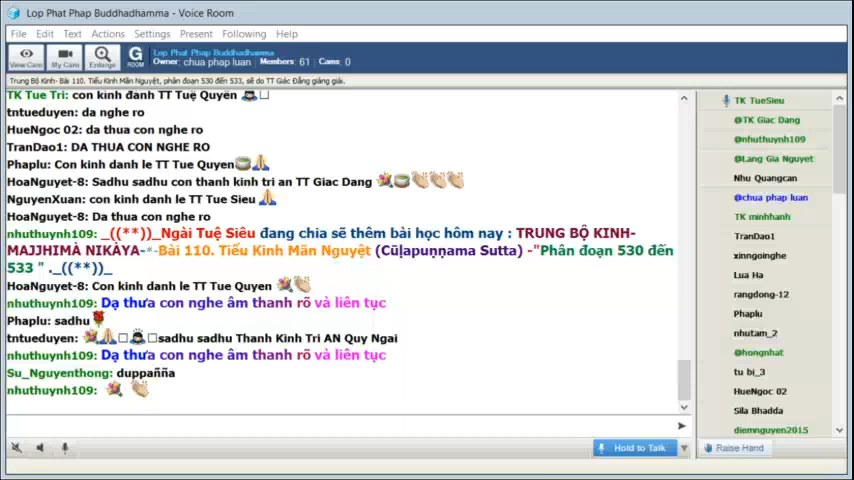 Lop Phat Phap Buddhadhamma - Voice Room
File Edit Text Actions Settings Present Following Help
View Cam My Cam Enlarge G ROOM
Lop Phat Phap Buddhadhamma
Owner: chua phap luan / Members: 61 / Cams: 0
Trung Bộ Kinh- Bài 110. Tiểu Kinh Mãn Nguyệt, phân đoạn 530 đến 533, sẽ do TT Giác Đẳng giảng giải.
TK Tue Tri: con kính đảnh TT Tuệ Quyền
tntueduyen: da nghe ro
HueNgoc 02: da thua con nghe ro
TranDao1: DA THUA CON NGHE RO
Phaplu: Con kinh danh le TT Tue Quyen
HoaNguyet-8: Sadhu sadhu con thanh kinh tri an TT Giac Dang
NguyenXuan: con kinh danh le TT Tue Sieu
HoaNguyet-8: Da thua con nghe ro
nhuthuynh109: _((**))_Ngài Tuệ Siêu đang chia sẽ thêm bài học hôm nay : TRUNG BỘ KINH-
MAJJHIMÀ NIKÀYA-*-Bài 110. Tiểu Kinh Mãn Nguyệt (Cūḷapuṇṇama Sutta) -"Phân đoạn 530 đến
533 " ._((**))_
HoaNguyet-8: Con kinh danh le TT Tue Quyen
nhuthuynh109: Dạ thưa con nghe âm thanh rõ và liên tục
Phaplu: sadhu
tntueduyen: sadhu sadhu Thanh Kinh Tri AN Quy Ngai
nhuthuynh109: Dạ thưa con nghe âm thanh rõ và liên tục
Su_Nguyenthong: duppañña
nhuthuynh109:
Hold to Talk
Raise Hand
TK TueSieu
@TK Giac Dang
@nhuthuynh109
@Lang Gia Nguyet
Nhu Quangcan
@chua phap luan
TK minhhanh
TranDao1
xinngoinghe
Lua Ha
rangdong-12
Phaplu
nhutam_2
@hongnhat
tu bi_3
HueNgoc 02
Sila Bhadda
diemnguyen2015